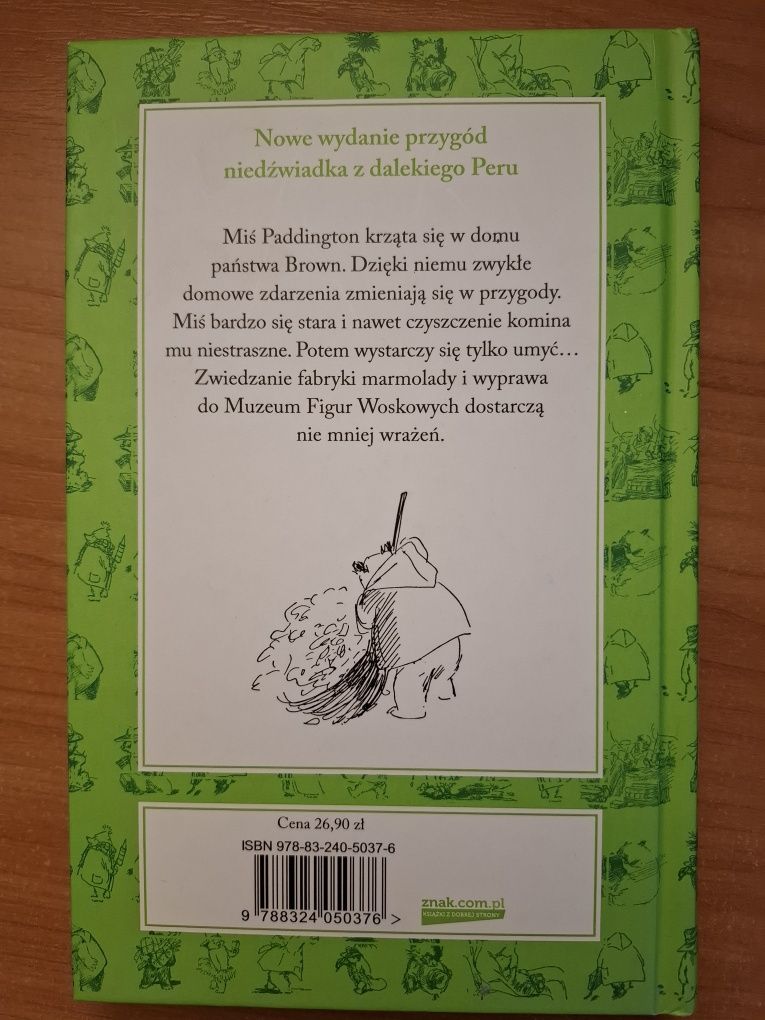 Nowe wydanie przygód
niedźwiadka z dalekiego Peru
Miś Paddington krząta się w domu
państwa Brown. Dzięki niemu zwykłe
domowe zdarzenia zmieniają się w przygody.
Miś bardzo się stara i nawet czyszczenie komina
mu niestraszne. Potem wystarczy się tylko umyć…
Zwiedzanie fabryki marmolady i wyprawa
do Muzeum Figur Woskowych dostarczą
nie mniej wrażeń.
Cena 26,90 zł
ISBN 978-83-240-5037-6
9 788324 050376 >
znak.com.pl
KSIĄŻKI Z DOBREJ STRONY